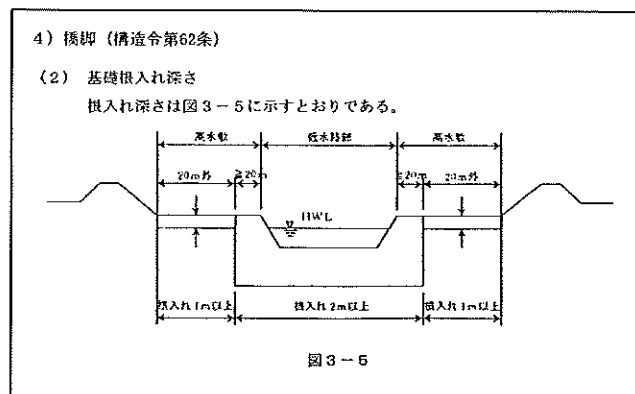 4）橋脚（構造令第62条）
（2） 基礎根入れ深さ
根入れ深さは図3－5に示すとおりである。
高水敷 低水路幅 高水敷
20m外 ≧20m ≧20m 20m外
HWL
根入れ1m以上 根入れ2m以上 根入れ1m以上
図3－5